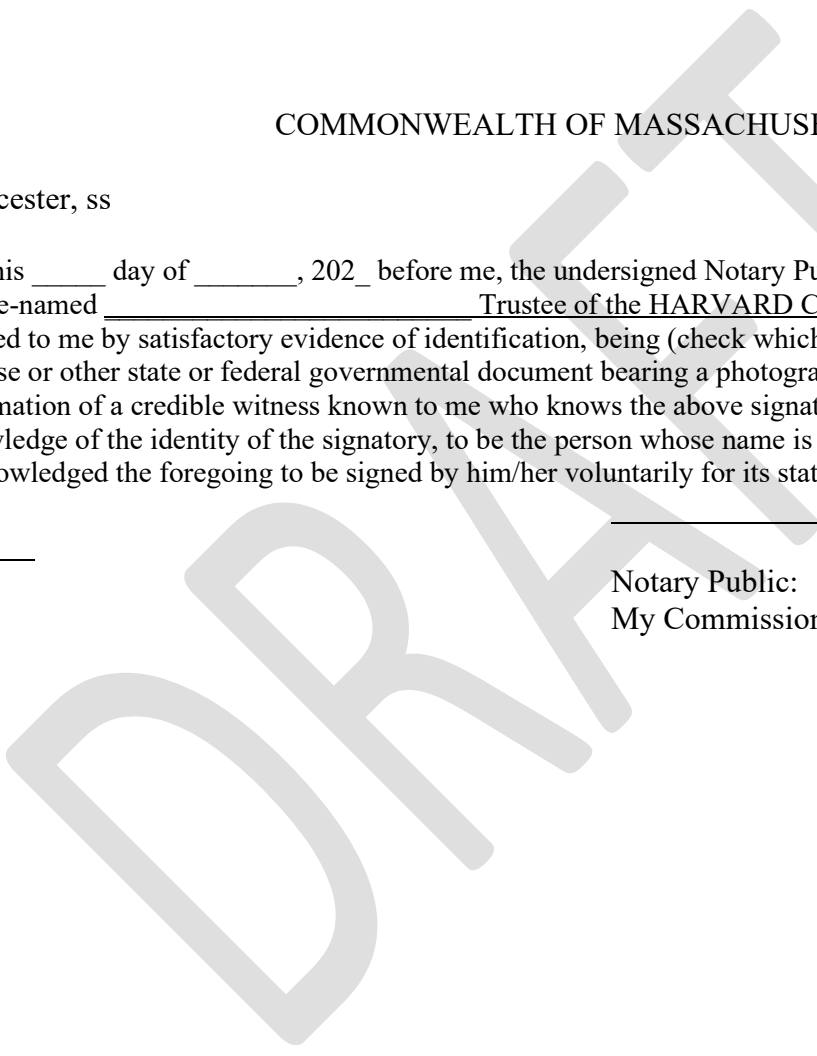 COMMONWEALTH OF MASSACHUSE
cester, ss
his _____ day of _______, 202_ before me, the undersigned Notary Pu
e-named _________________________ Trustee of the HARVARD C
ed to me by satisfactory evidence of identification, being (check which
se or other state or federal governmental document bearing a photogra
mation of a credible witness known to me who knows the above signat
vledge of the identity of the signatory, to be the person whose name is
owledged the foregoing to be signed by him/her voluntarily for its stat
Notary Public:
My Commission
DRAFT